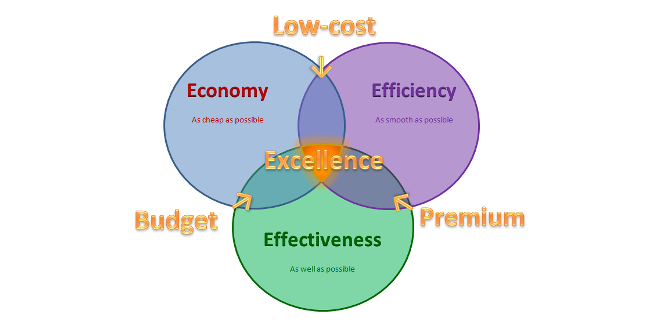 Low-cost
Economy
Efficiency
As cheap as possible
As smooth as possible
Excellence
Budget
Premium
Effectiveness
As well as possible